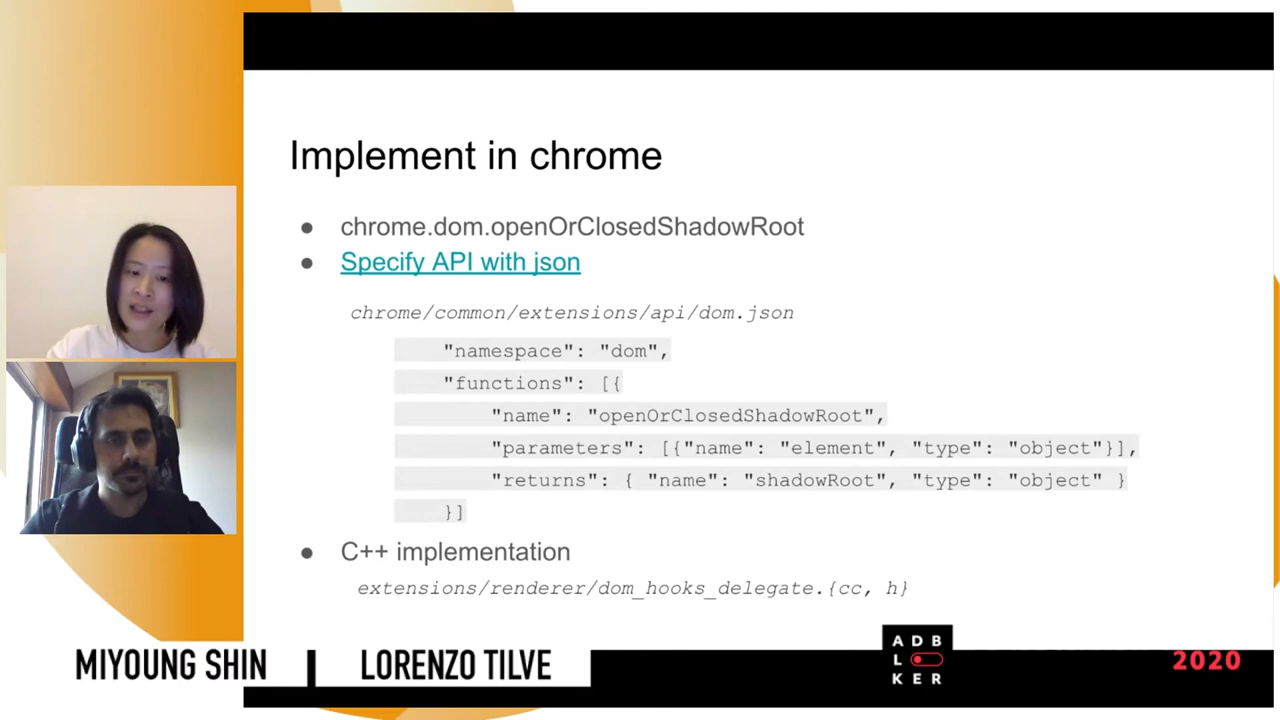 Implement in chrome
● chrome.dom.openOrClosedShadowRoot
● Specify API with json
chrome/common/extensions/api/dom.json
"namespace": "dom",
"functions": [{
"name": "openOrClosedShadowRoot",
"parameters": [{"name": "element", "type": "object"}],
"returns": { "name": "shadowRoot", "type": "object" }
}]
● C++ implementation
extensions/renderer/dom_hooks_delegate.{cc, h}
MIYOUNG SHIN | LORENZO TILVE
ADB
L KER
2020